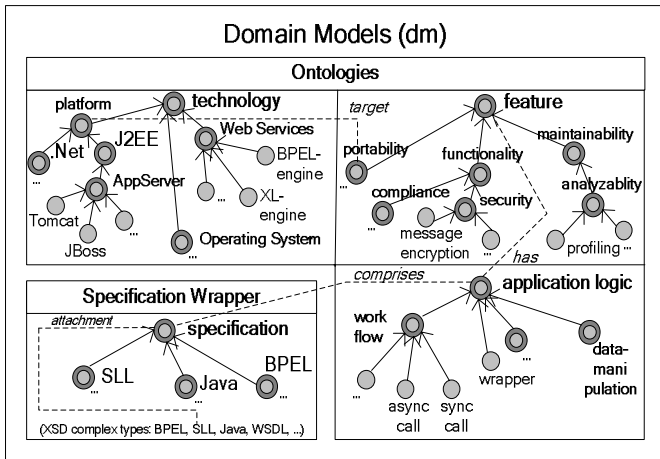 Domain Models (dm)
Ontologies
platform
technology
.Net
J2EE
Web Services
BPEL-
engine
...
AppServer
...
XL-
engine
Tomcat
...
JBoss
Operating System
...
target
feature
portability
...
functionality
maintainability
compliance
...
security
analyzablity
message
encryption
...
profiling
...
has
comprises
Specification Wrapper
attachment
specification
SLL
...
Java
...
BPEL
...
(XSD complex types: BPEL, SLL, Java, WSDL, ...)
application logic
work
flow
...
async
call
sync
call
wrapper
...
data-
mani
pulation